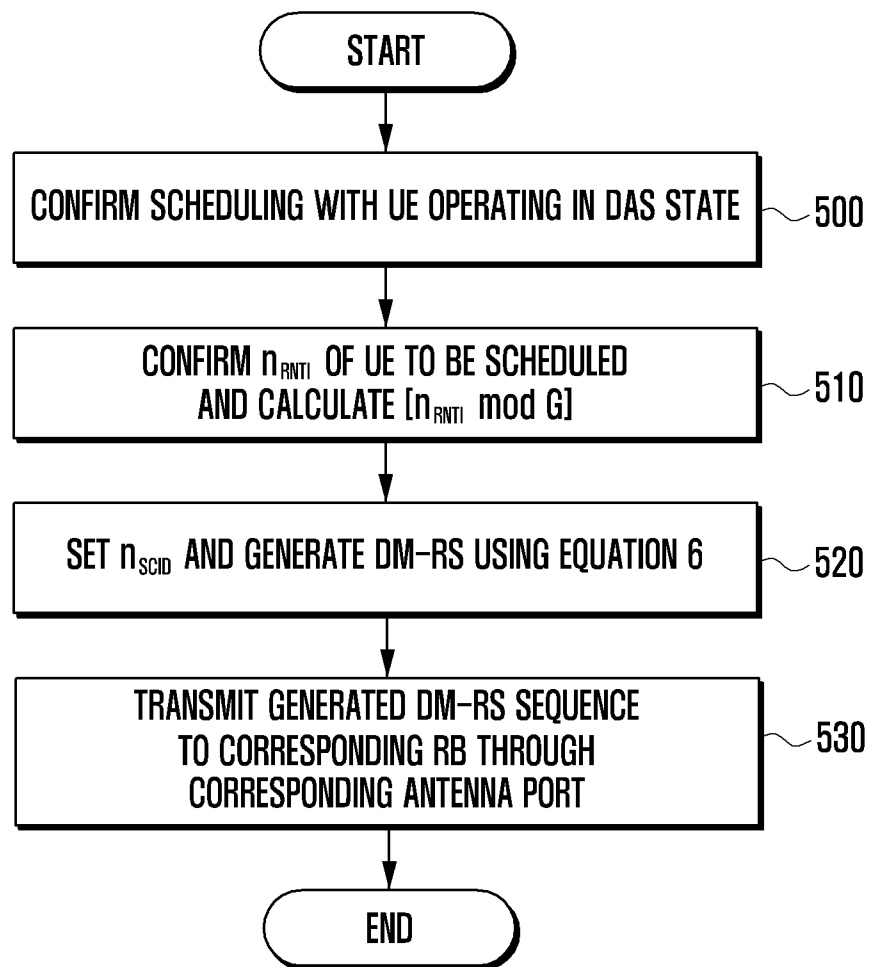 START
CONFIRM SCHEDULING WITH UE OPERATING IN DAS STATE
500
CONFIRM nRNTI OF UE TO BE SCHEDULED
AND CALCULATE [nRNTI mod G]
510
SET nSCID AND GENERATE DM-RS USING EQUATION 6
520
TRANSMIT GENERATED DM-RS SEQUENCE
TO CORRESPONDING RB THROUGH
CORRESPONDING ANTENNA PORT
530
END